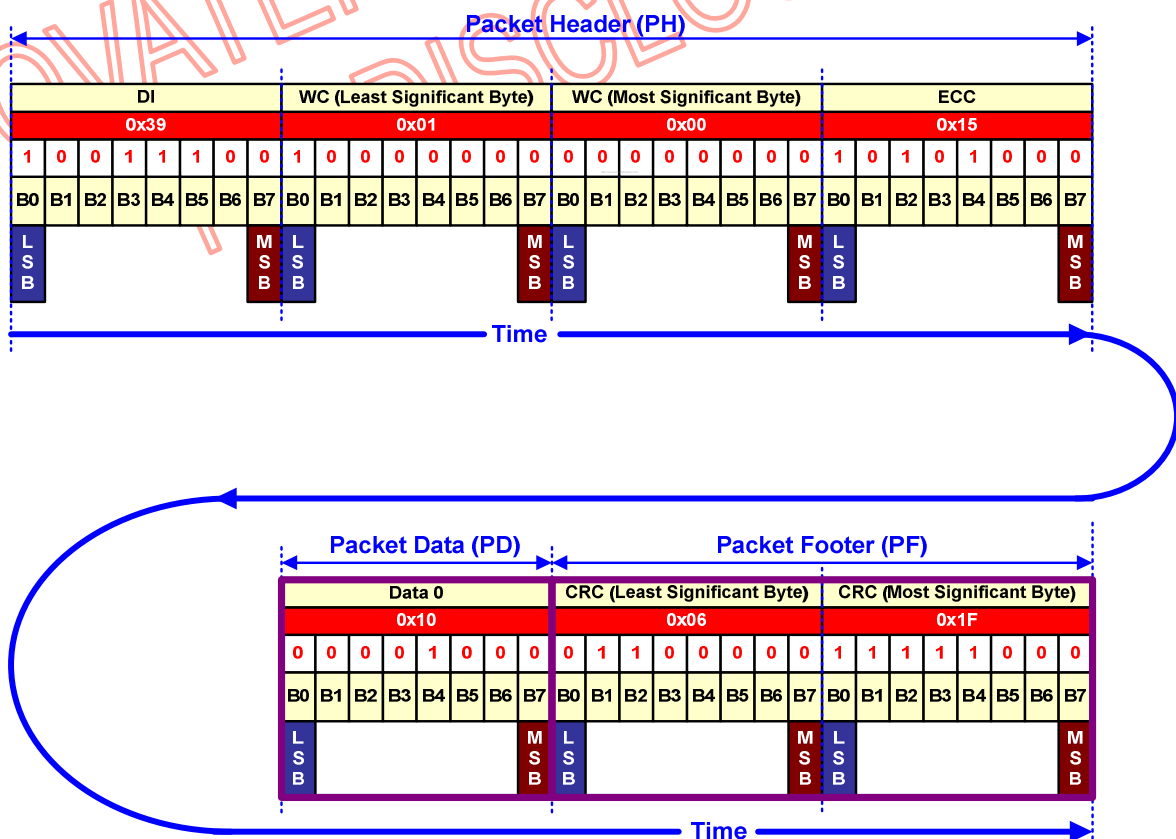 OVATE
DISCLO
Packet Header (PH)
DI WC (Least Significant Byte) WC (Most Significant Byte) ECC
0x39 0x01 0x00 0x15
1 0 0 1 1 1 0 0 1 0 0 0 0 0 0 0 0 0 0 0 0 0 0 0 1 0 1 0 1 0 0 0
B0 B1 B2 B3 B4 B5 B6 B7 B0 B1 B2 B3 B4 B5 B6 B7 B0 B1 B2 B3 B4 B5 B6 B7 B0 B1 B2 B3 B4 B5 B6 B7
LSB MSB LSB MSB LSB MSB LSB MSB
Time
Packet Data (PD) Packet Footer (PF)
Data 0 CRC (Least Significant Byte) CRC (Most Significant Byte)
0x10 0x06 0x1F
0 0 0 0 1 0 0 0 0 1 1 0 0 0 0 0 1 1 1 1 1 0 0 0
B0 B1 B2 B3 B4 B5 B6 B7 B0 B1 B2 B3 B4 B5 B6 B7 B0 B1 B2 B3 B4 B5 B6 B7
LSB MSB LSB MSB LSB MSB
Time